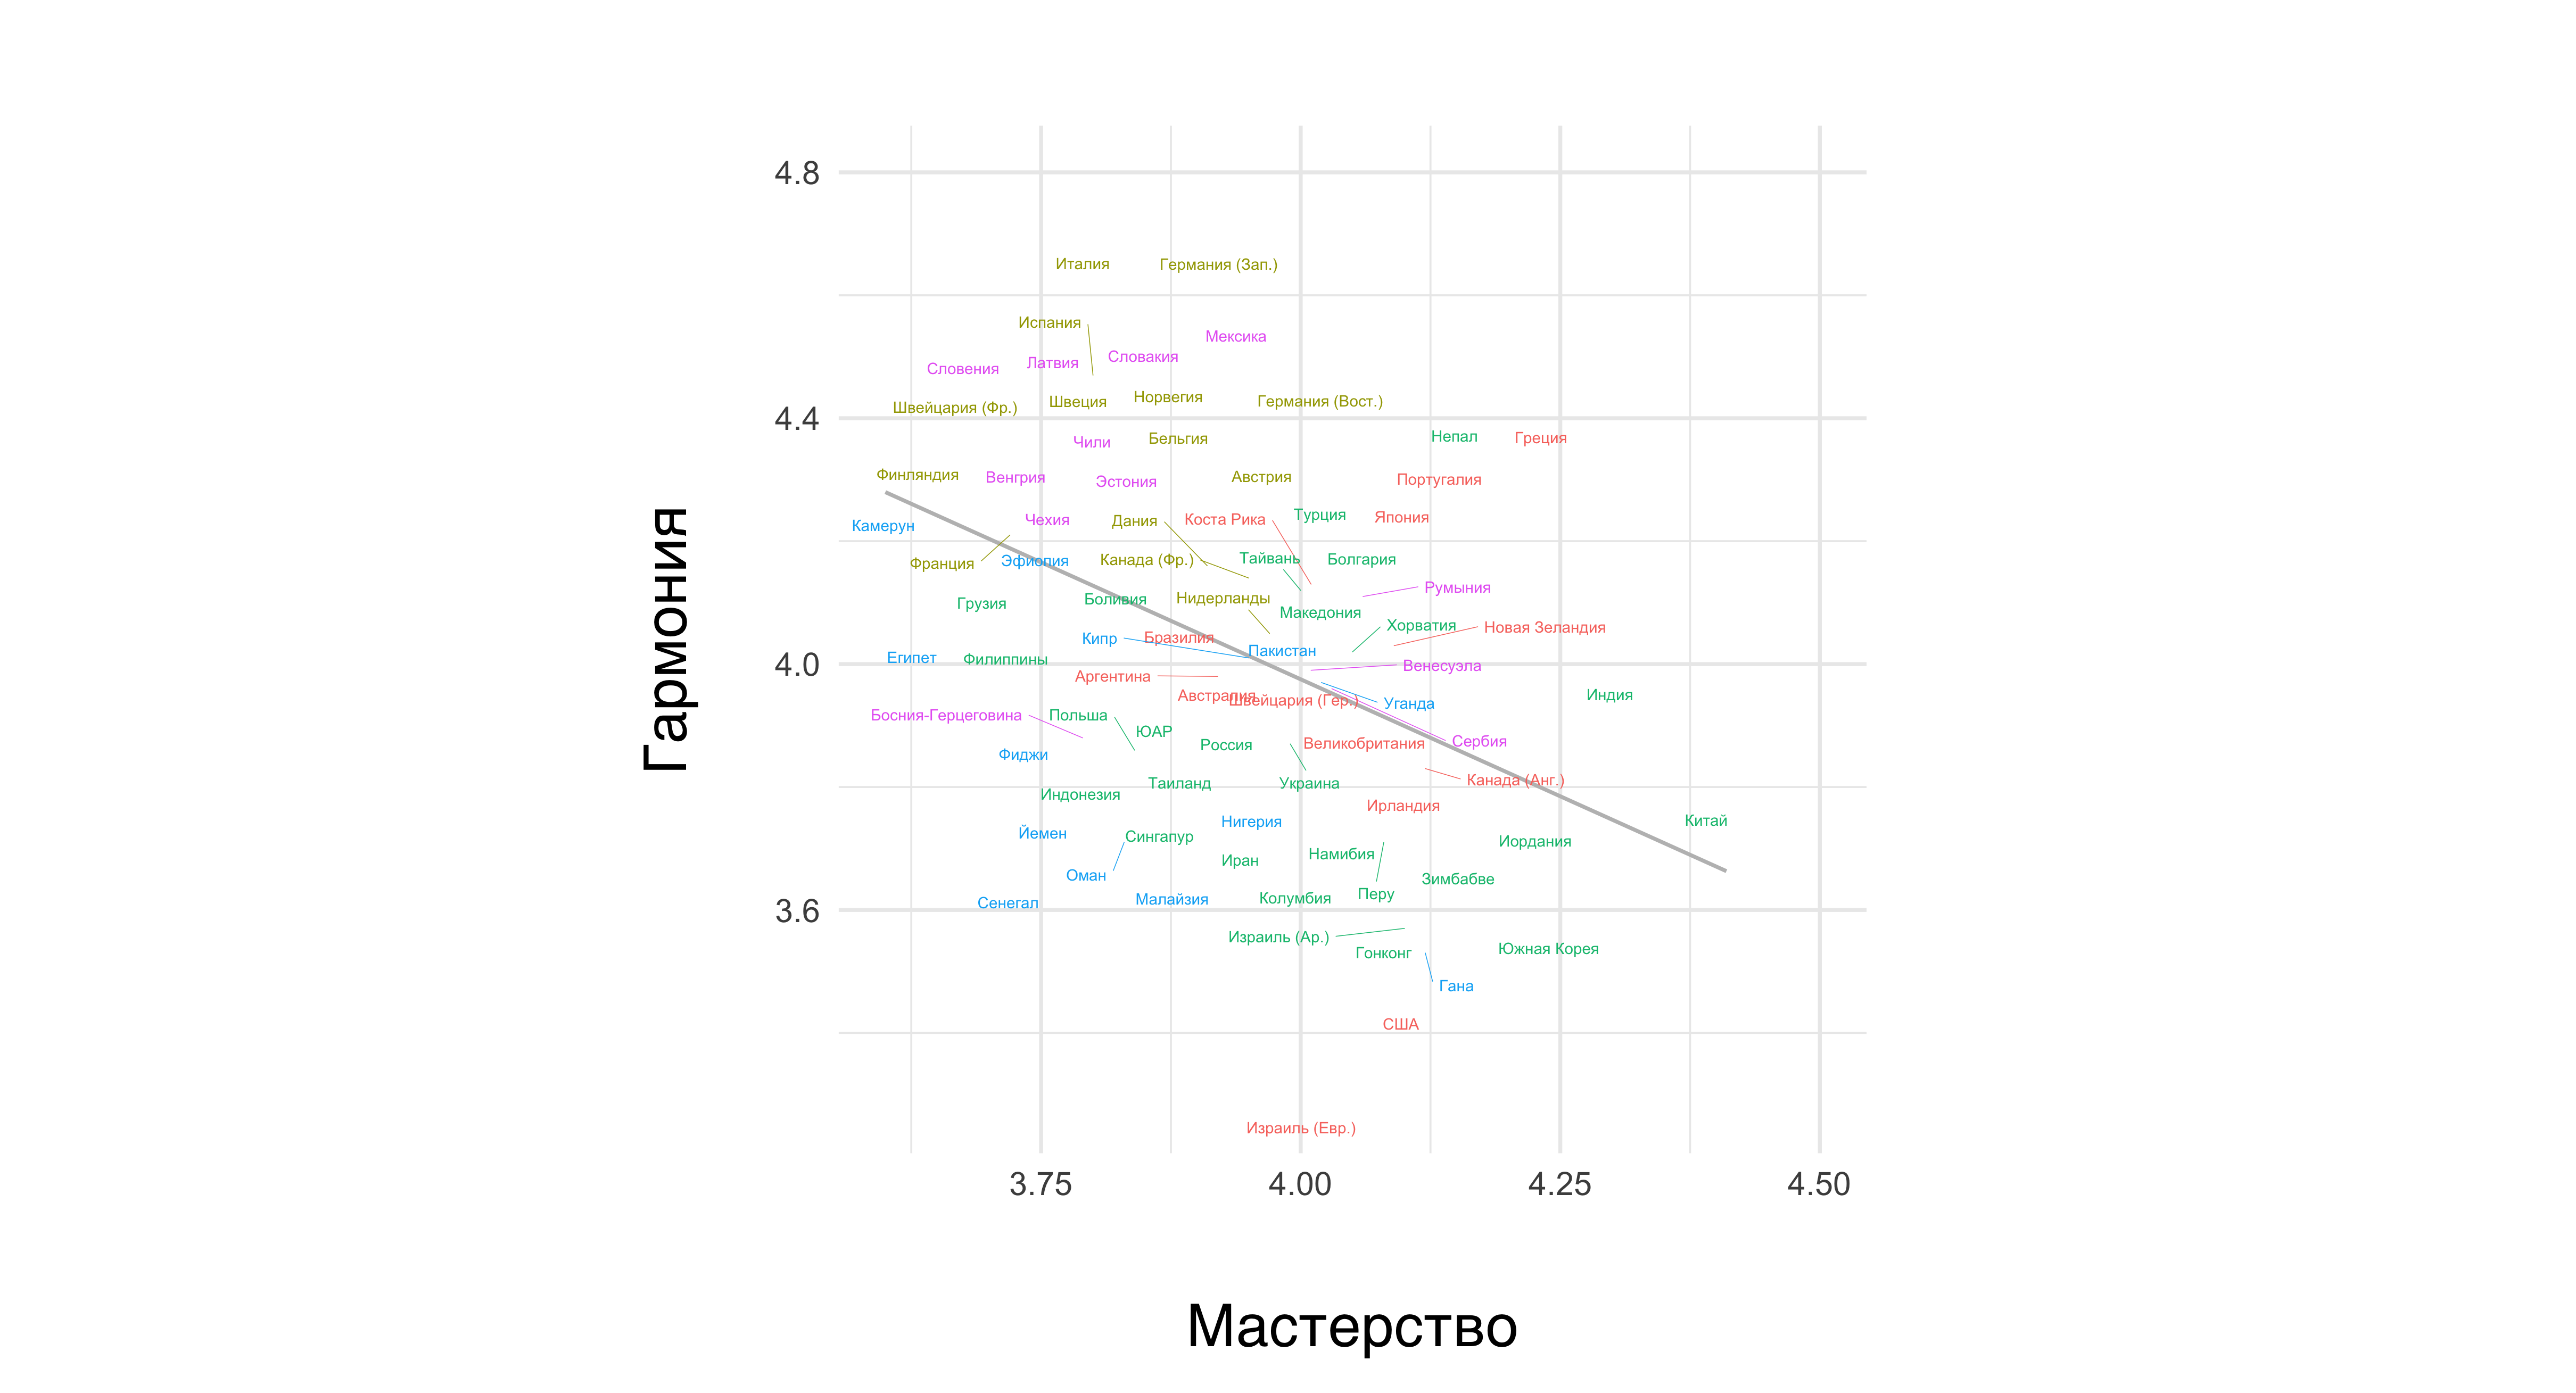 4.8
Италия
Германия (Зап.)
Испания
Мексика
Словакия
Латвия
Словения
Норвегия
Швеция
Германия (Вост.)
Швейцария (Фр.)
4.4
Непал
Греция
Бельгия
Чили
Финляндия
Австрия
Венгрия
Португалия
Эстония
Турция
Япония
Коста Рика
Чехия
Дания
Камерун
Тайвань
Болгария
Канада (Фр.)
Эфиопия
Франция
Румыния
Нидерланды
Боливия
Грузия
Македония
Хорватия
Новая Зеландия
Бразилия
Кипр
Пакистан
Египет
Филиппины
4.0
Венесуэла
Аргентина
Австралия
Индия
Швейцария (Гер.)
Уганда
Босния-Герцеговина
Польша
ЮАР
Сербия
Великобритания
Россия
Фиджи
Канада (Анг.)
Таиланд
Украина
Индонезия
Ирландия
Китай
Нигерия
Йемен
Сингапур
Иордания
Намибия
Иран
Оман
Зимбабве
Перу
Колумбия
Малайзия
Сенегал
3.6
Израиль (Ар.)
Южная Корея
Гонконг
Гана
США
Израиль (Евр.)
Гармония
3.75 4.00 4.25 4.50
Мастерство